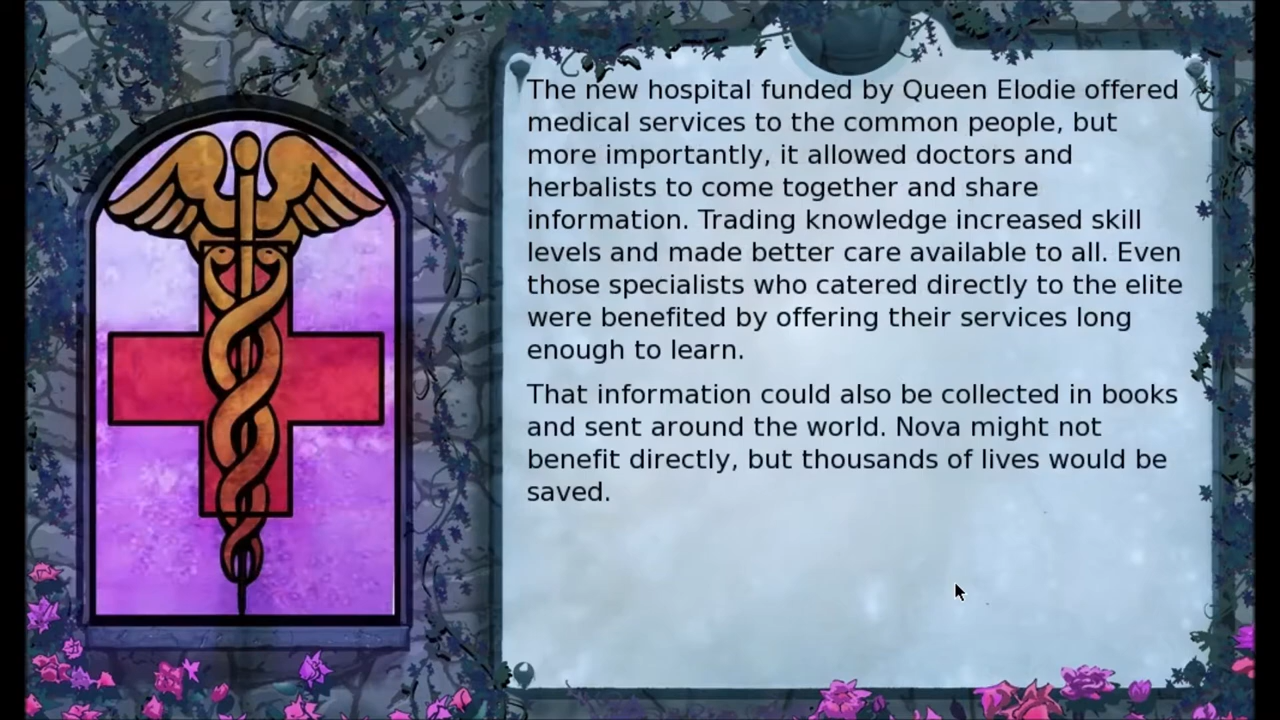 The new hospital funded by Queen Elodie offered
medical services to the common people, but
more importantly, it allowed doctors and
herbalists to come together and share
information. Trading knowledge increased skill
levels and made better care available to all. Even
those specialists who catered directly to the elite
were benefited by offering their services long
enough to learn.
That information could also be collected in books
and sent around the world. Nova might not
benefit directly, but thousands of lives would be
saved.